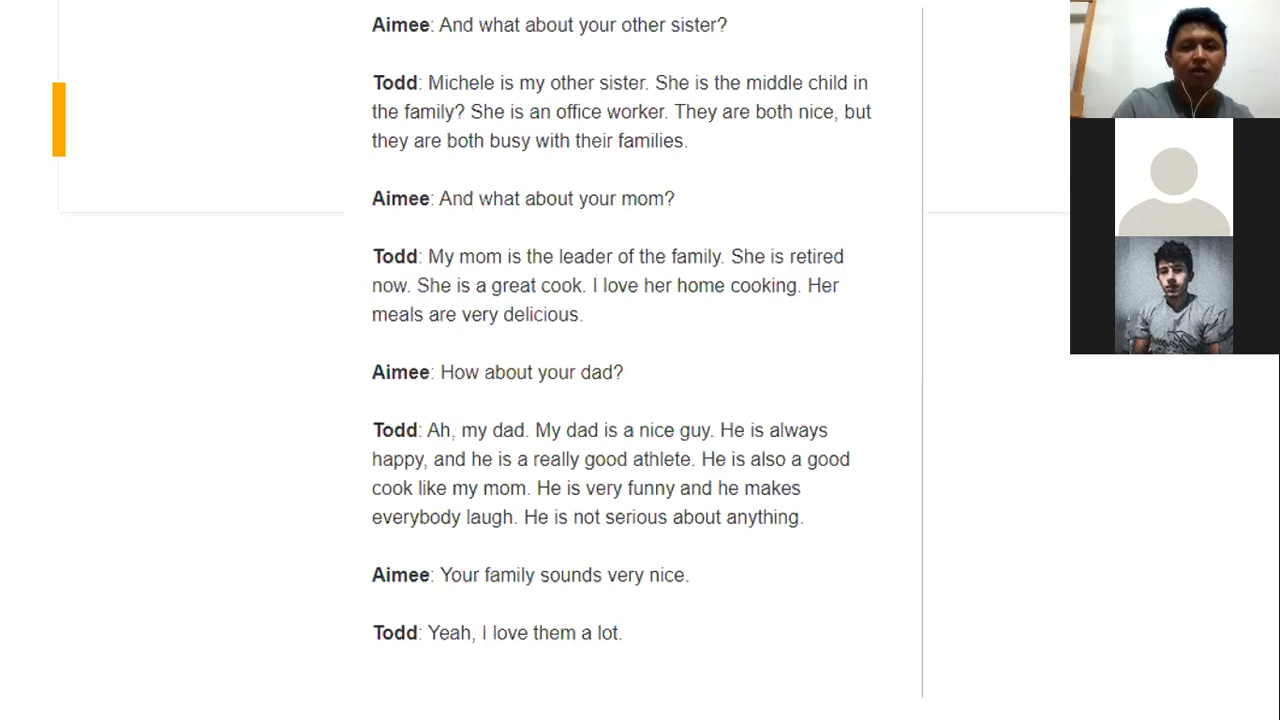 Aimee: And what about your other sister?
Todd: Michele is my other sister. She is the middle child in
the family? She is an office worker. They are both nice, but
they are both busy with their families.
Aimee: And what about your mom?
Todd: My mom is the leader of the family. She is retired
now. She is a great cook. I love her home cooking. Her
meals are very delicious.
Aimee: How about your dad?
Todd: Ah, my dad. My dad is a nice guy. He is always
happy, and he is a really good athlete. He is also a good
cook like my mom. He is very funny and he makes
everybody laugh. He is not serious about anything.
Aimee: Your family sounds very nice.
Todd: Yeah, I love them a lot.